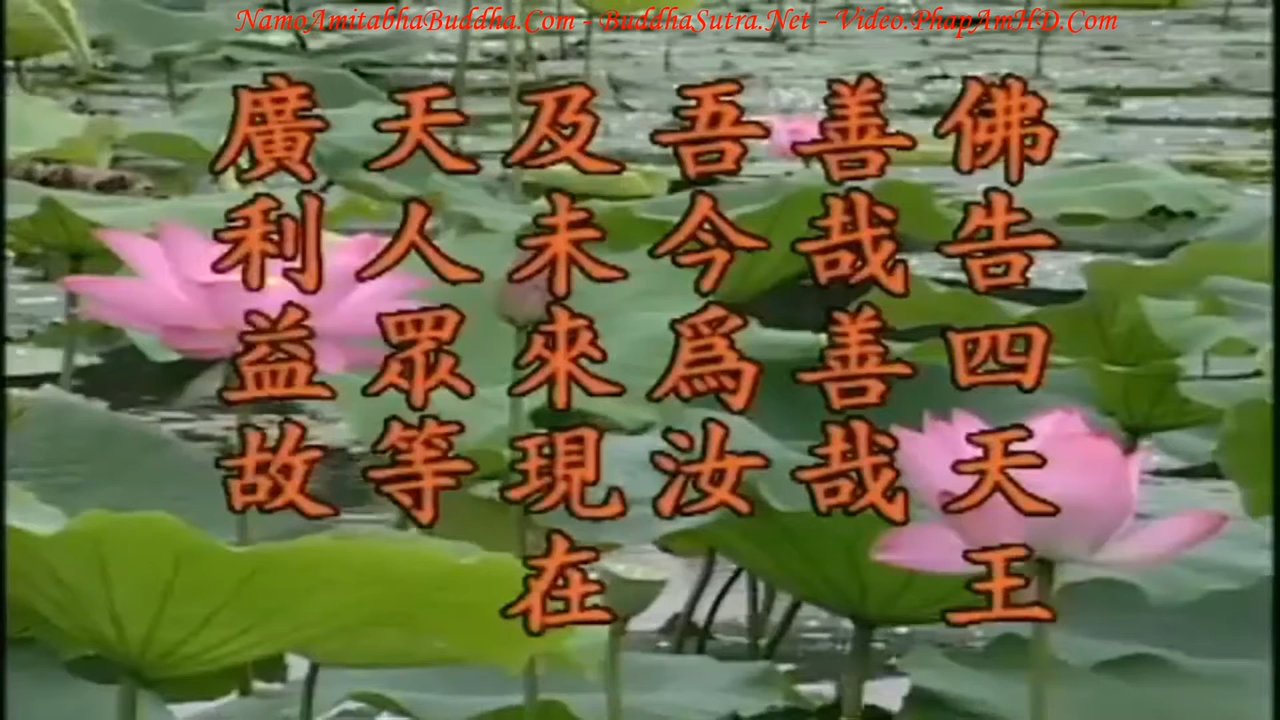 NamoAmitabhaBuddha.Com - BuddhaSutra.Net - Video.PhapAmHD.Com
佛告四天王
善哉善哉
吾今爲汝
及未來現在
天人眾等
廣利益故